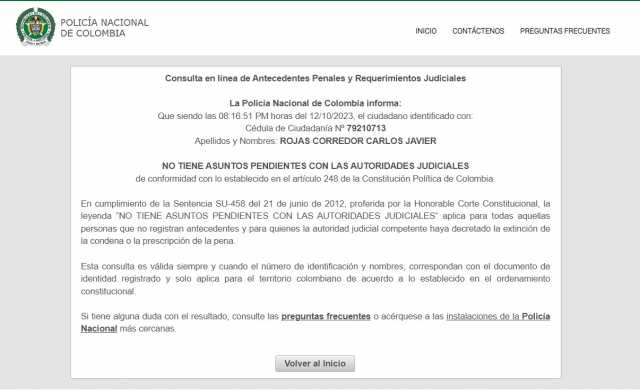 POLICÍA NACIONAL
DE COLOMBIA
INICIO CONTÁCTENOS PREGUNTAS FRECUENTES
Consulta en línea de Antecedentes Penales y Requerimientos Judiciales
La Policía Nacional de Colombia informa:
Que siendo las 08:16:51 PM horas del 12/10/2023, el ciudadano identificado con:
Cédula de Ciudadanía Nº 79210713
Apellidos y Nombres: ROJAS CORREDOR CARLOS JAVIER
NO TIENE ASUNTOS PENDIENTES CON LAS AUTORIDADES JUDICIALES
de conformidad con lo establecido en el artículo 248 de la Constitución Política de Colombia.
En cumplimiento de la Sentencia SU-458 del 21 de junio de 2012, proferida por la Honorable Corte Constitucional, la
leyenda "NO TIENE ASUNTOS PENDIENTES CON LAS AUTORIDADES JUDICIALES" aplica para todas aquellas
personas que no registran antecedentes y para quienes la autoridad judicial competente haya decretado la extinción de
la condena o la prescripción de la pena.
Esta consulta es válida siempre y cuando el número de identificación y nombres, correspondan con el documento de
identidad registrado y solo aplica para el territorio colombiano de acuerdo a lo establecido en el ordenamiento
constitucional.
Si tiene alguna duda con el resultado, consulte las preguntas frecuentes o acérquese a las instalaciones de la Policía
Nacional más cercanas.
Volver al Inicio